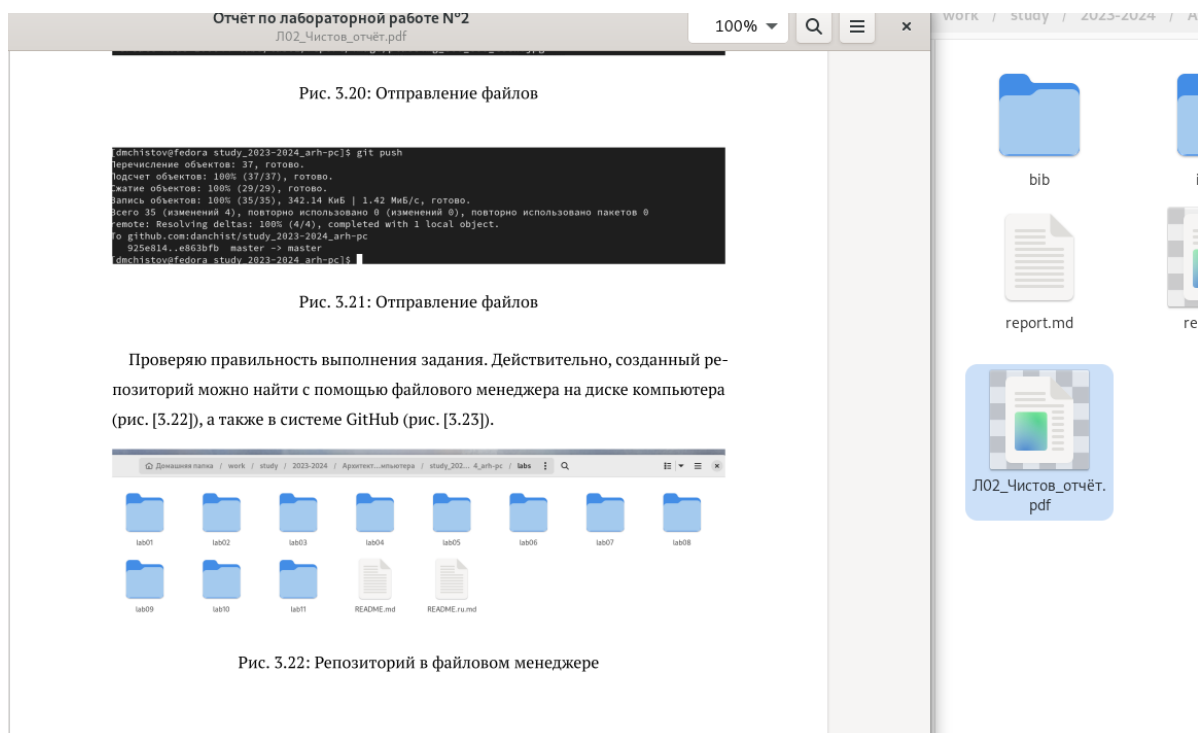 Отчёт по лабораторной работе №2
Л02_Чистов_отчёт.pdf
100%
work / study / 2023-2024 / А
Рис. 3.20: Отправление файлов
[dmchistov@fedora study_2023-2024_arh-pc]$ git push
Перечисление объектов: 37, готово.
Подсчет объектов: 100% (37/37), готово.
Сжатие объектов: 100% (29/29), готово.
Запись объектов: 100% (35/35), 342.14 КиБ | 1.42 МиБ/с, готово.
Всего 35 (изменений 4), повторно использовано 0 (изменений 0), повторно использовано пакетов 0
remote: Resolving deltas: 100% (4/4), completed with 1 local object.
To github.com:danchist/study_2023-2024_arh-pc
925e814..e863bfb master -> master
[dmchistov@fedora study_2023-2024_arh-pc]$
Рис. 3.21: Отправление файлов
Проверяю правильность выполнения задания. Действительно, созданный ре-
позиторий можно найти с помощью файлового менеджера на диске компьютера
(рис. [3.22]), а также в системе GitHub (рис. [3.23]).
Домашняя папка / work / study / 2023-2024 / Архитект...мпьютера / study_202... 4_arh-pc / labs
lab01 lab02 lab03 lab04 lab05 lab06 lab07 lab08
lab09 lab10 lab11 README.md README.ru.md
Рис. 3.22: Репозиторий в файловом менеджере
bib
report.md
re
Л02_Чистов_отчёт.
pdf